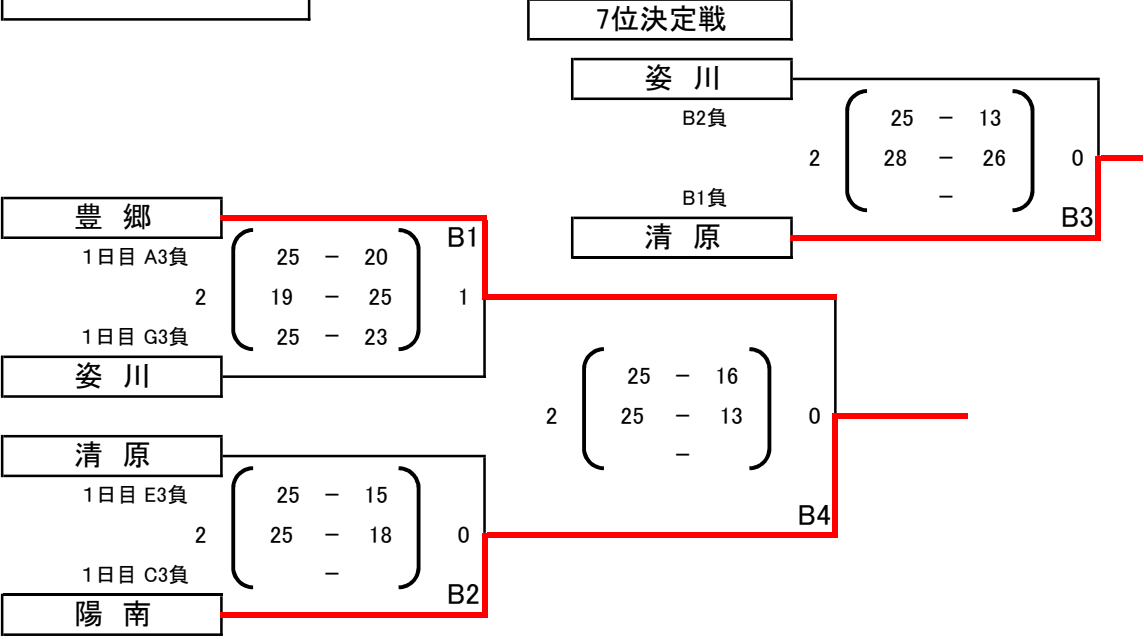 7位決定戦
姿 川
B2負
25 － 13
2 28 － 26 0
－
B1負
B3
清 原
豊 郷
B1
1日目 A3負
25 － 20
2 19 － 25 1
1日目 G3負
25 － 23
姿 川
25 － 16
2 25 － 13 0
－
B4
清 原
1日目 E3負
25 － 15
2 25 － 18 0
1日目 C3負
－
B2
陽 南